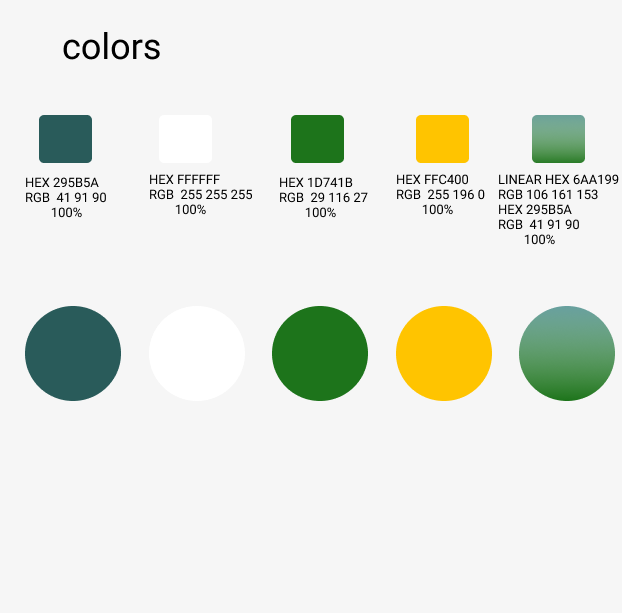 colors
HEX 295B5A
RGB  41 91 90
100%
HEX FFFFFF
RGB  255 255 255
100%
HEX 1D741B
RGB  29 116 27
100%
HEX FFC400
RGB  255 196 0
100%
LINEAR HEX 6AA199
RGB 106 161 153
HEX 295B5A
RGB  41 91 90
100%